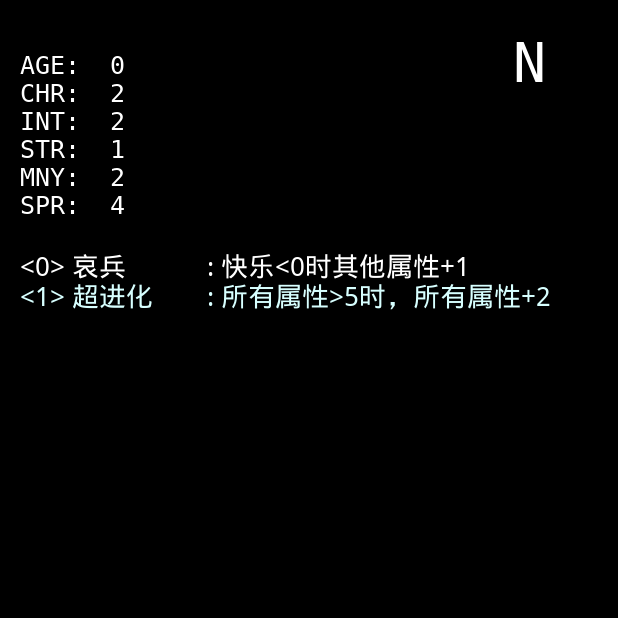 N
AGE: 0
CHR: 2
INT: 2
STR: 1
MNY: 2
SPR: 4
<0> 哀兵 : 快乐<0时其他属性+1
<1> 超进化 : 所有属性>5时，所有属性+2